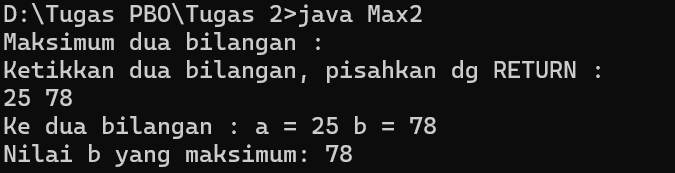 D:\Tugas PBO\Tugas 2>java Max2
Maksimum dua bilangan :
Ketikkan dua bilangan, pisahkan dg RETURN :
25 78
Ke dua bilangan : a = 25 b = 78
Nilai b yang maksimum: 78